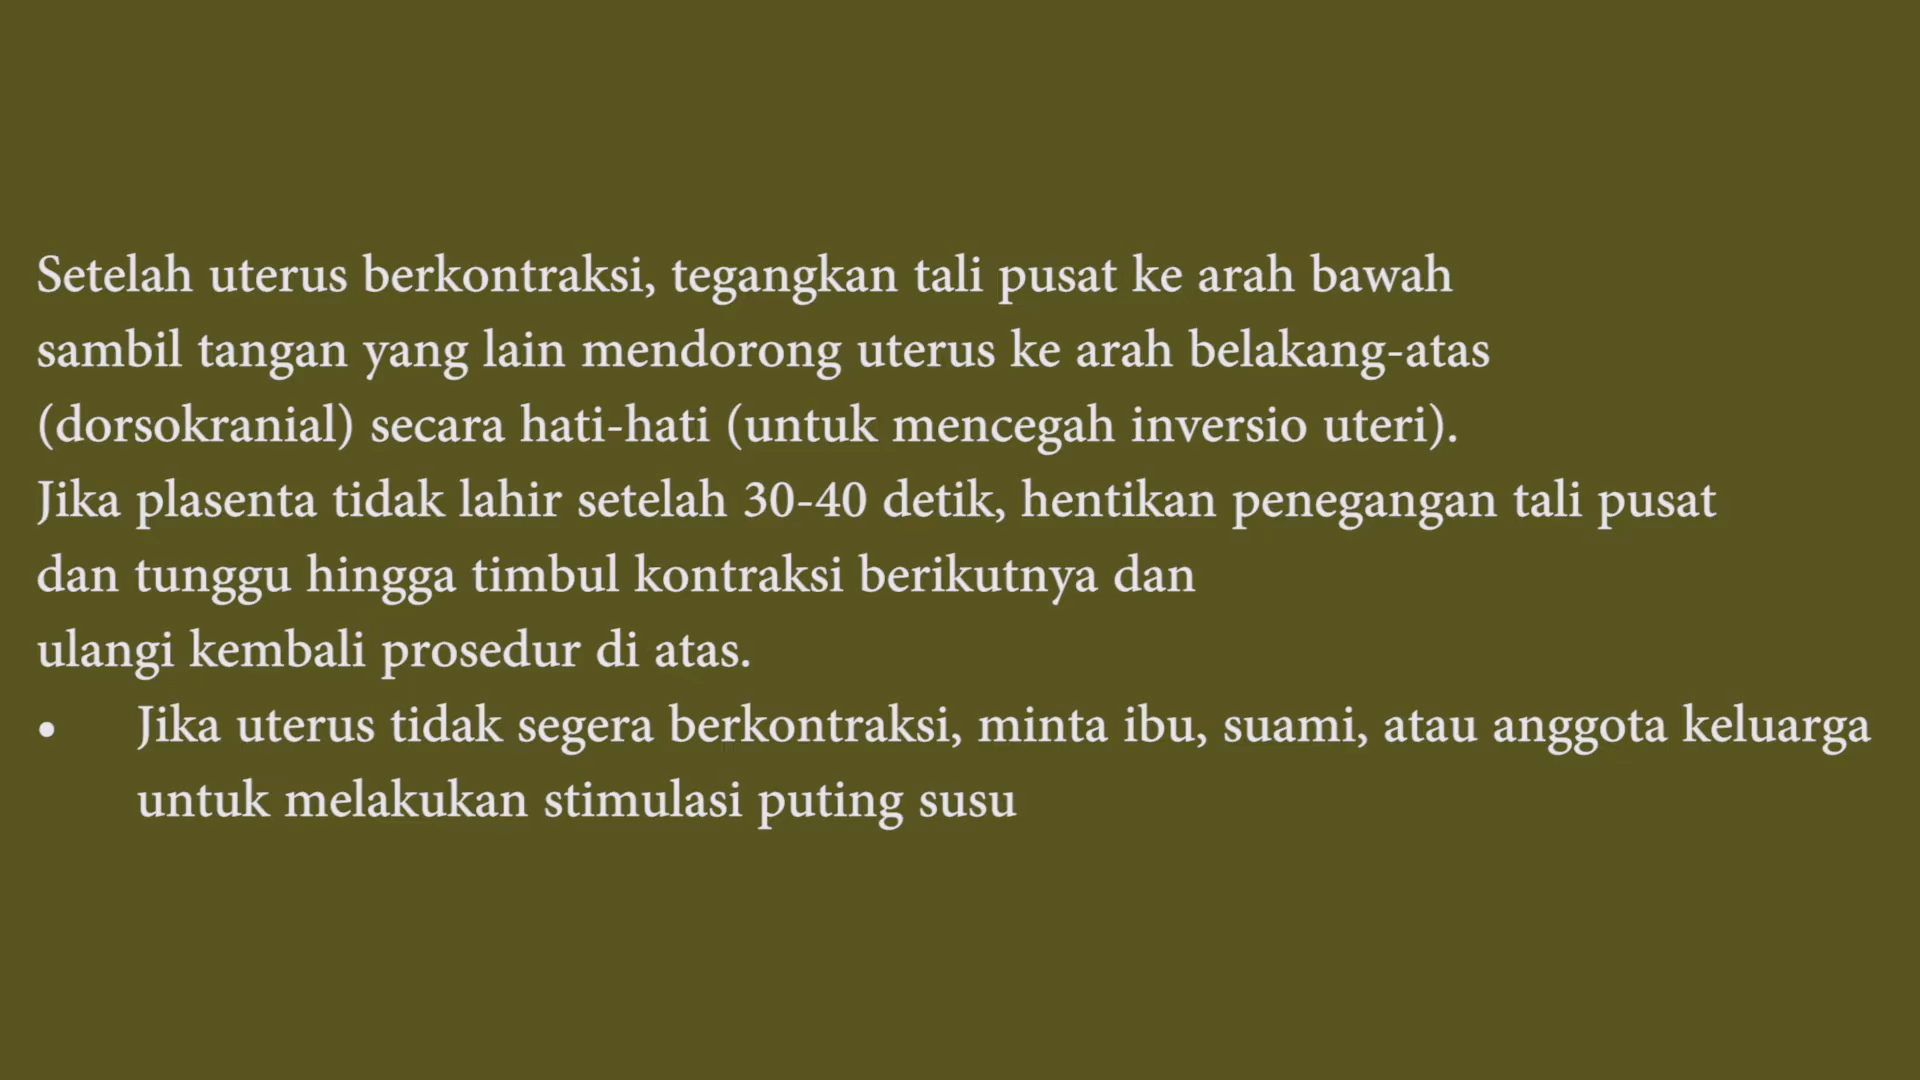 Setelah uterus berkontraksi, tegangkan tali pusat ke arah bawah
sambil tangan yang lain mendorong uterus ke arah belakang-atas
(dorsokranial) secara hati-hati (untuk mencegah inversio uteri).
Jika plasenta tidak lahir setelah 30-40 detik, hentikan penegangan tali pusat
dan tunggu hingga timbul kontraksi berikutnya dan
ulangi kembali prosedur di atas.
• Jika uterus tidak segera berkontraksi, minta ibu, suami, atau anggota keluarga
untuk melakukan stimulasi puting susu